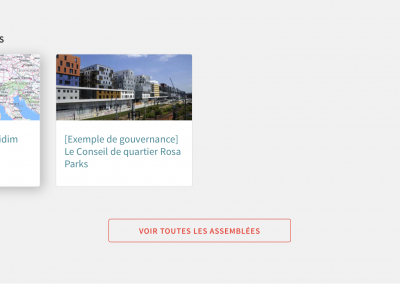 s
idim
[Exemple de gouvernance]
Le Conseil de quartier Rosa
Parks
VOIR TOUTES LES ASSEMBLÉES